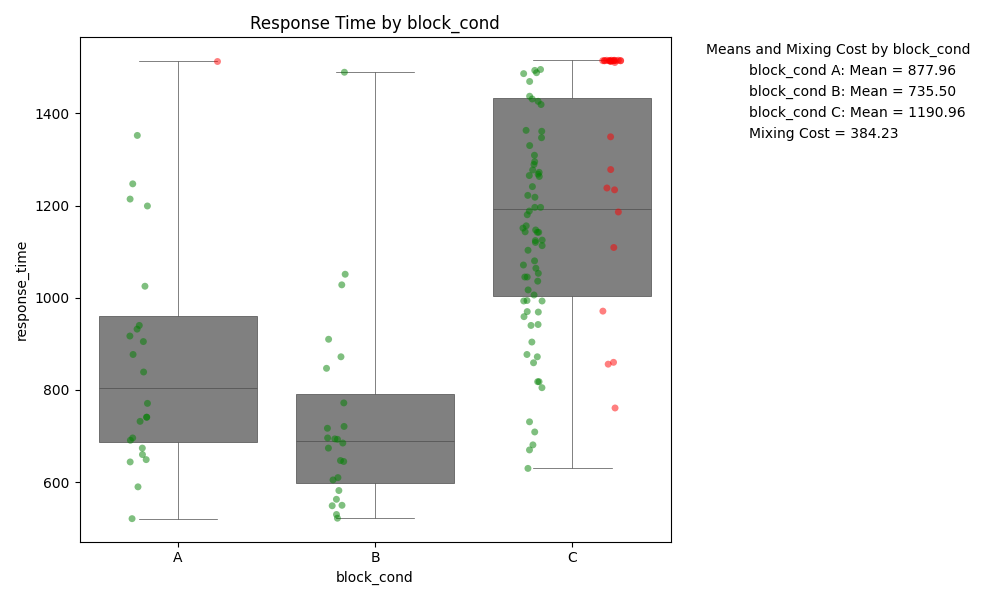 Response Time by block_cond
Means and Mixing Cost by block_cond
block_cond A: Mean = 877.96
block_cond B: Mean = 735.50
block_cond C: Mean = 1190.96
Mixing Cost = 384.23
response_time
1400
1200
1000
800
600
A
B
C
block_cond